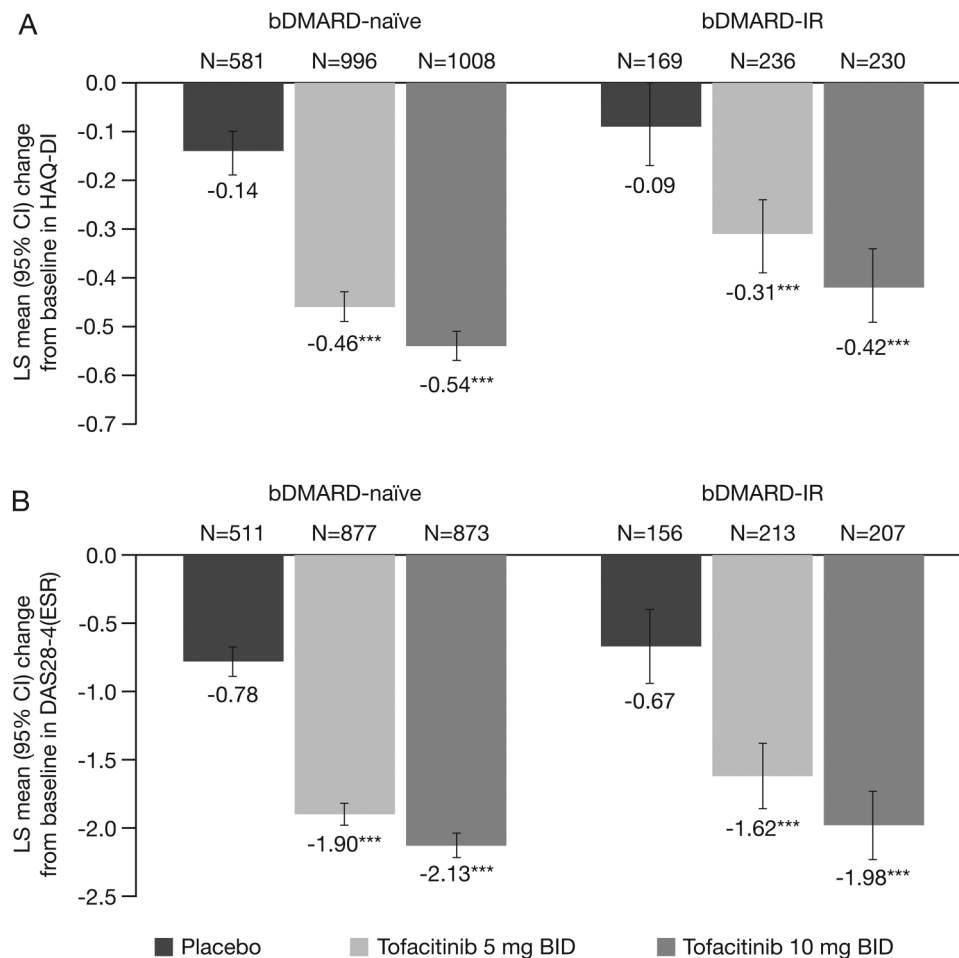 A
bDMARD-naïve bDMARD-IR
N=581 N=996 N=1008 N=169 N=236 N=230
LS mean (95% CI) change
from baseline in HAQ-DI
0.0
-0.1
-0.2
-0.3
-0.4
-0.5
-0.6
-0.7
-0.14
-0.46***
-0.54***
-0.09
-0.31***
-0.42***
B
bDMARD-naïve bDMARD-IR
N=511 N=877 N=873 N=156 N=213 N=207
LS mean (95% CI) change
from baseline in DAS28-4(ESR)
0.0
-0.5
-1.0
-1.5
-2.0
-2.5
-0.78
-1.90***
-2.13***
-0.67
-1.62***
-1.98***
Placebo Tofacitinib 5 mg BID Tofacitinib 10 mg BID